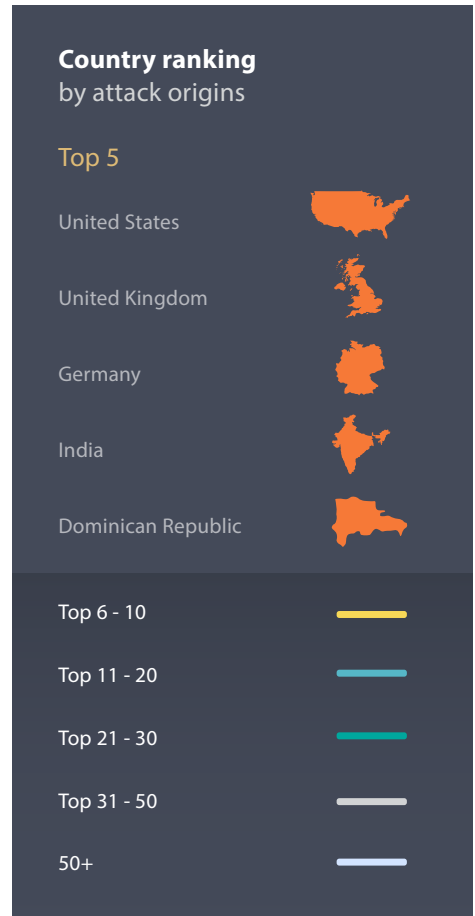 Country ranking
by attack origins
Top 5
United States
United Kingdom
Germany
India
Dominican Republic
Top 6 - 10
Top 11 - 20
Top 21 - 30
Top 31 - 50
50+